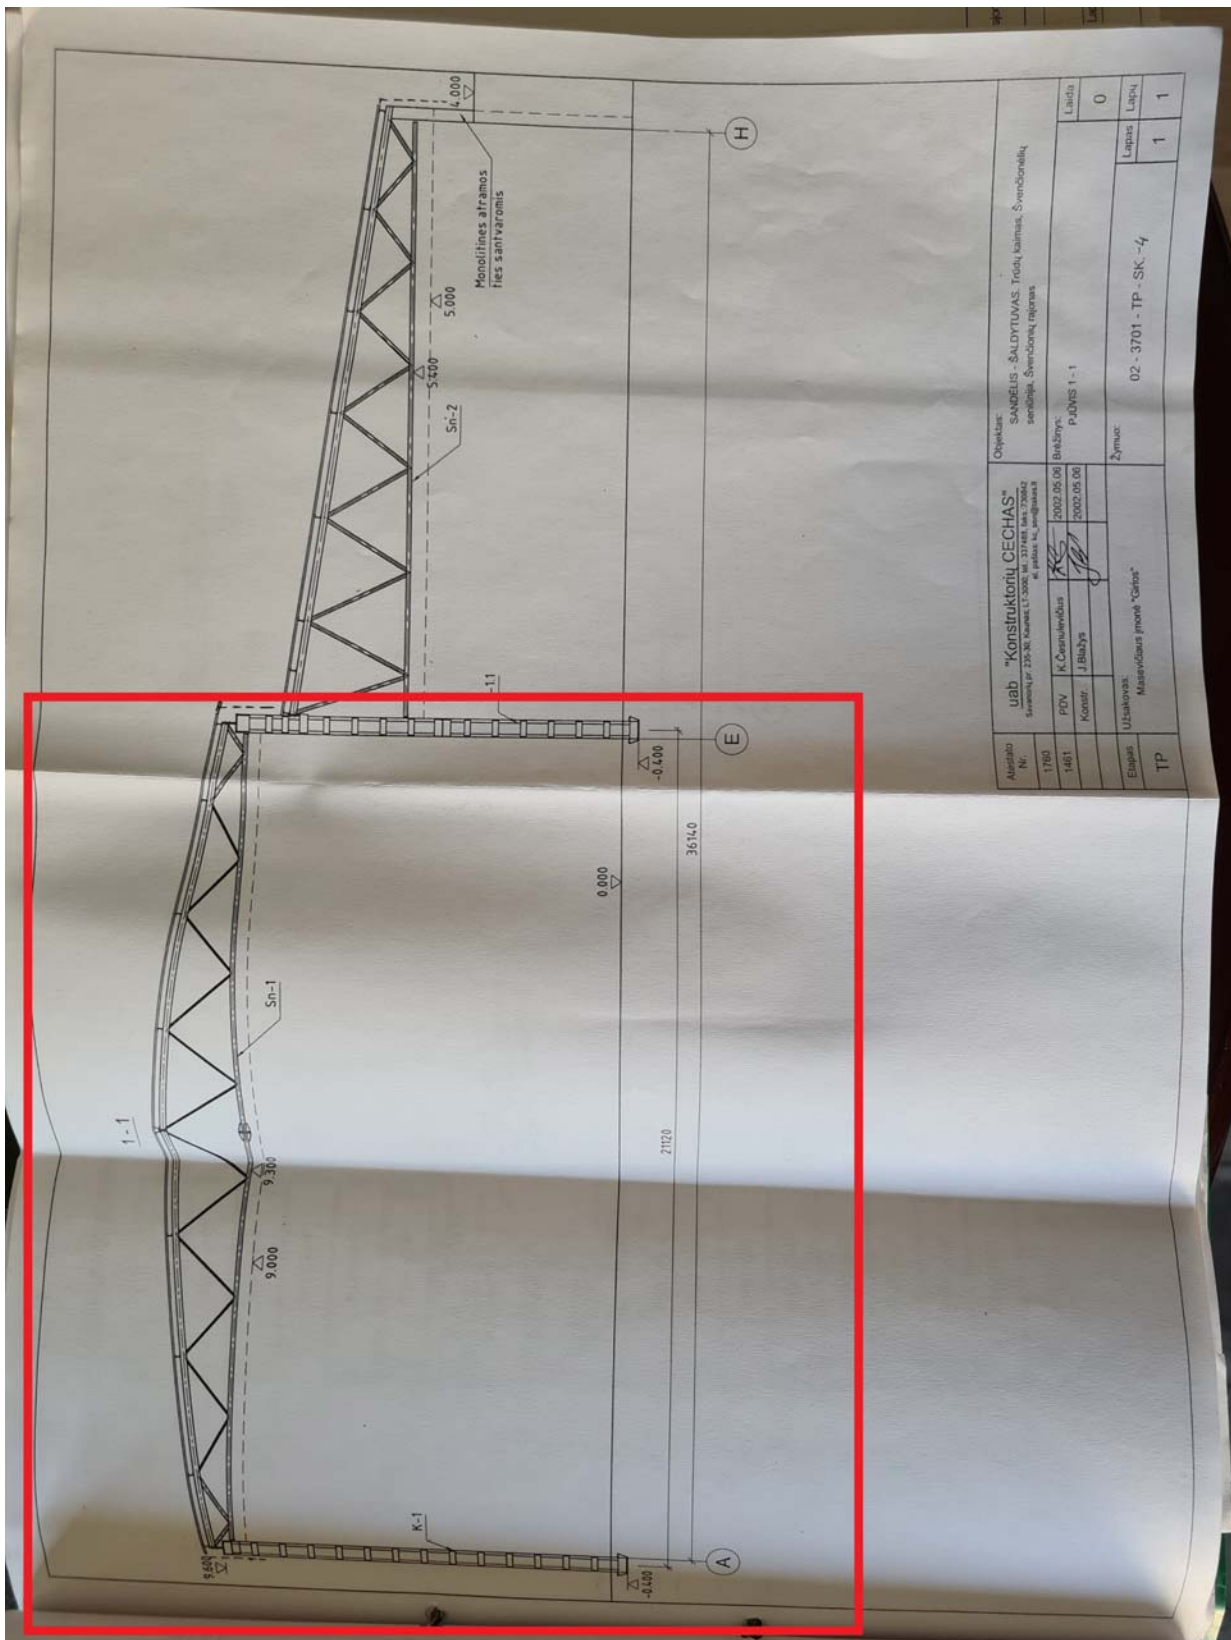 1 - 1
9.600
9.000
9.300
Sn-1
K-1
-0.400
0.000
-0.400
21120
36140
A
E
H
Sn-2
5.400
5.000
4.000
Monolitinės atramos
ties santvaromis
Atestato
Nr.
uab "Konstruktorių CECHAS"
Objektas:
SANDĖLIS - ŠALDYTUVAS. Trūdų kaimas, Švenčionėlių
seniūnija, Švenčionių rajonas
1760
PDV
K.Česnulevičius
2002.05.06
Brėžinys:
PJŪVIS 1 - 1
Laida
0
1461
Konstr.
J.Blažys
2002.05.06
Etapas
TP
Užsakovas:
Masevičiaus įmonė "Girios"
Žymuo:
02 - 3701 - TP - SK. -4
Lapas
Lapų
1
1